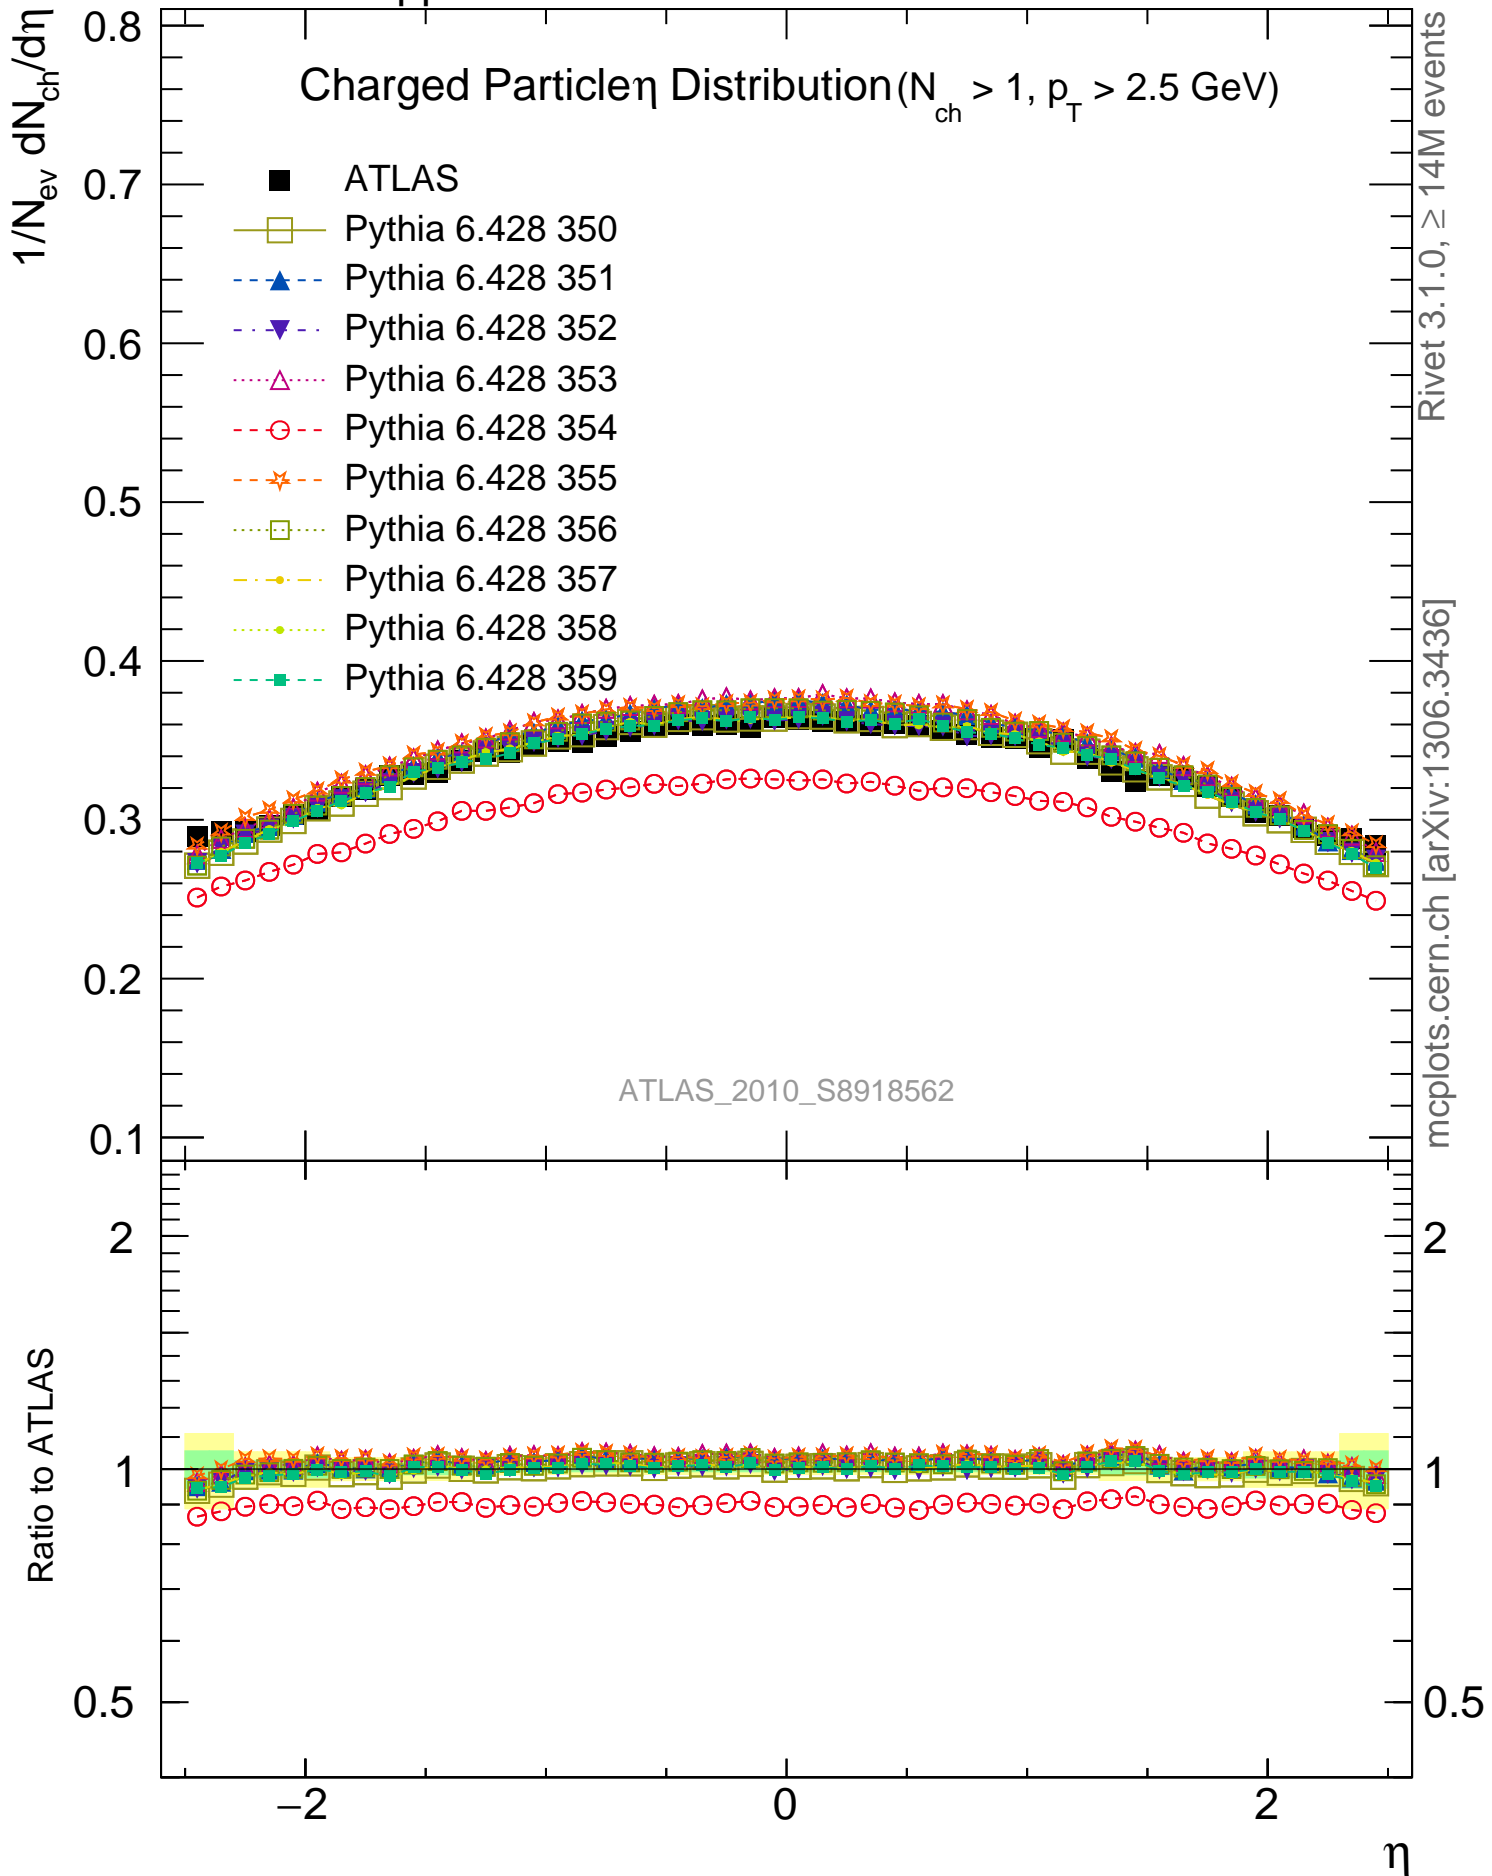 pp
1/N_ev dN_ch/dη
Charged Particleη Distribution(N_ch > 1, p_T > 2.5 GeV)
ATLAS
Pythia 6.428 350
Pythia 6.428 351
Pythia 6.428 352
Pythia 6.428 353
Pythia 6.428 354
Pythia 6.428 355
Pythia 6.428 356
Pythia 6.428 357
Pythia 6.428 358
Pythia 6.428 359
0.8
0.7
0.6
0.5
0.4
0.3
0.2
0.1
ATLAS_2010_S8918562
Rivet 3.1.0, ≥ 14M events
mcplots.cern.ch [arXiv:1306.3436]
Ratio to ATLAS
2
1
0.5
2
1
0.5
−2
0
2
η